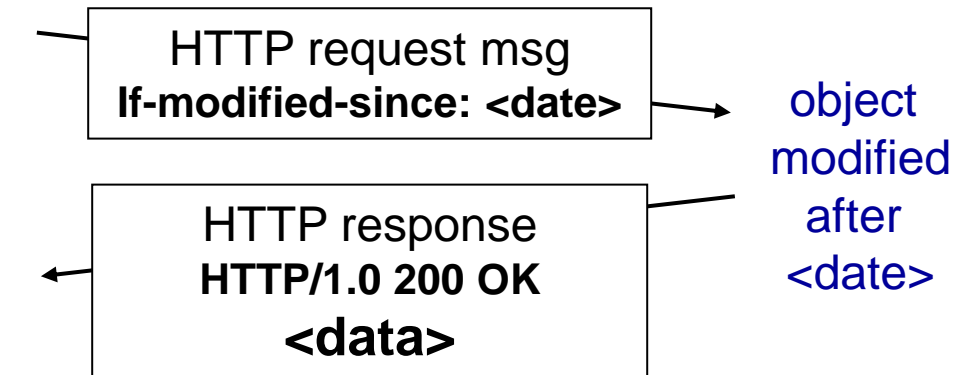 HTTP request msg
If-modified-since: <date>
object
modified
after
<date>
HTTP response
HTTP/1.0 200 OK
<data>